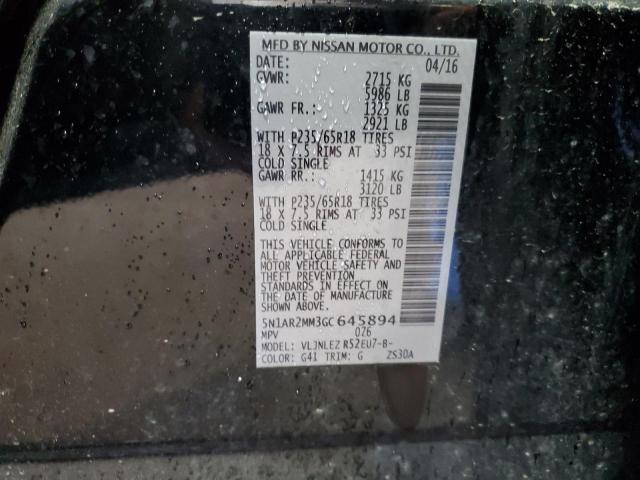 MFD BY NISSAN MOTOR CO., LTD.
DATE: 04/16
GVWR: 2715 KG
5986 LB
GAWR FR.: 1325 KG
2921 LB
WITH P235/65R18 TIRES
18 X 7.5 RIMS AT 33 PSI
COLD SINGLE
GAWR RR.: 1415 KG
3120 LB
WITH P235/65R18 TIRES
18 X 7.5 RIMS AT 33 PSI
COLD SINGLE
THIS VEHICLE CONFORMS TO
ALL APPLICABLE FEDERAL
MOTOR VEHICLE SAFETY AND
THEFT PREVENTION
STANDARDS IN EFFECT ON
THE DATE OF MANUFACTURE
SHOWN ABOVE.
5N1AR2MM3GC645894
MPV 026
MODEL: VLJNLEZ R52EU7-B-
COLOR: G41 TRIM: G ZS30A